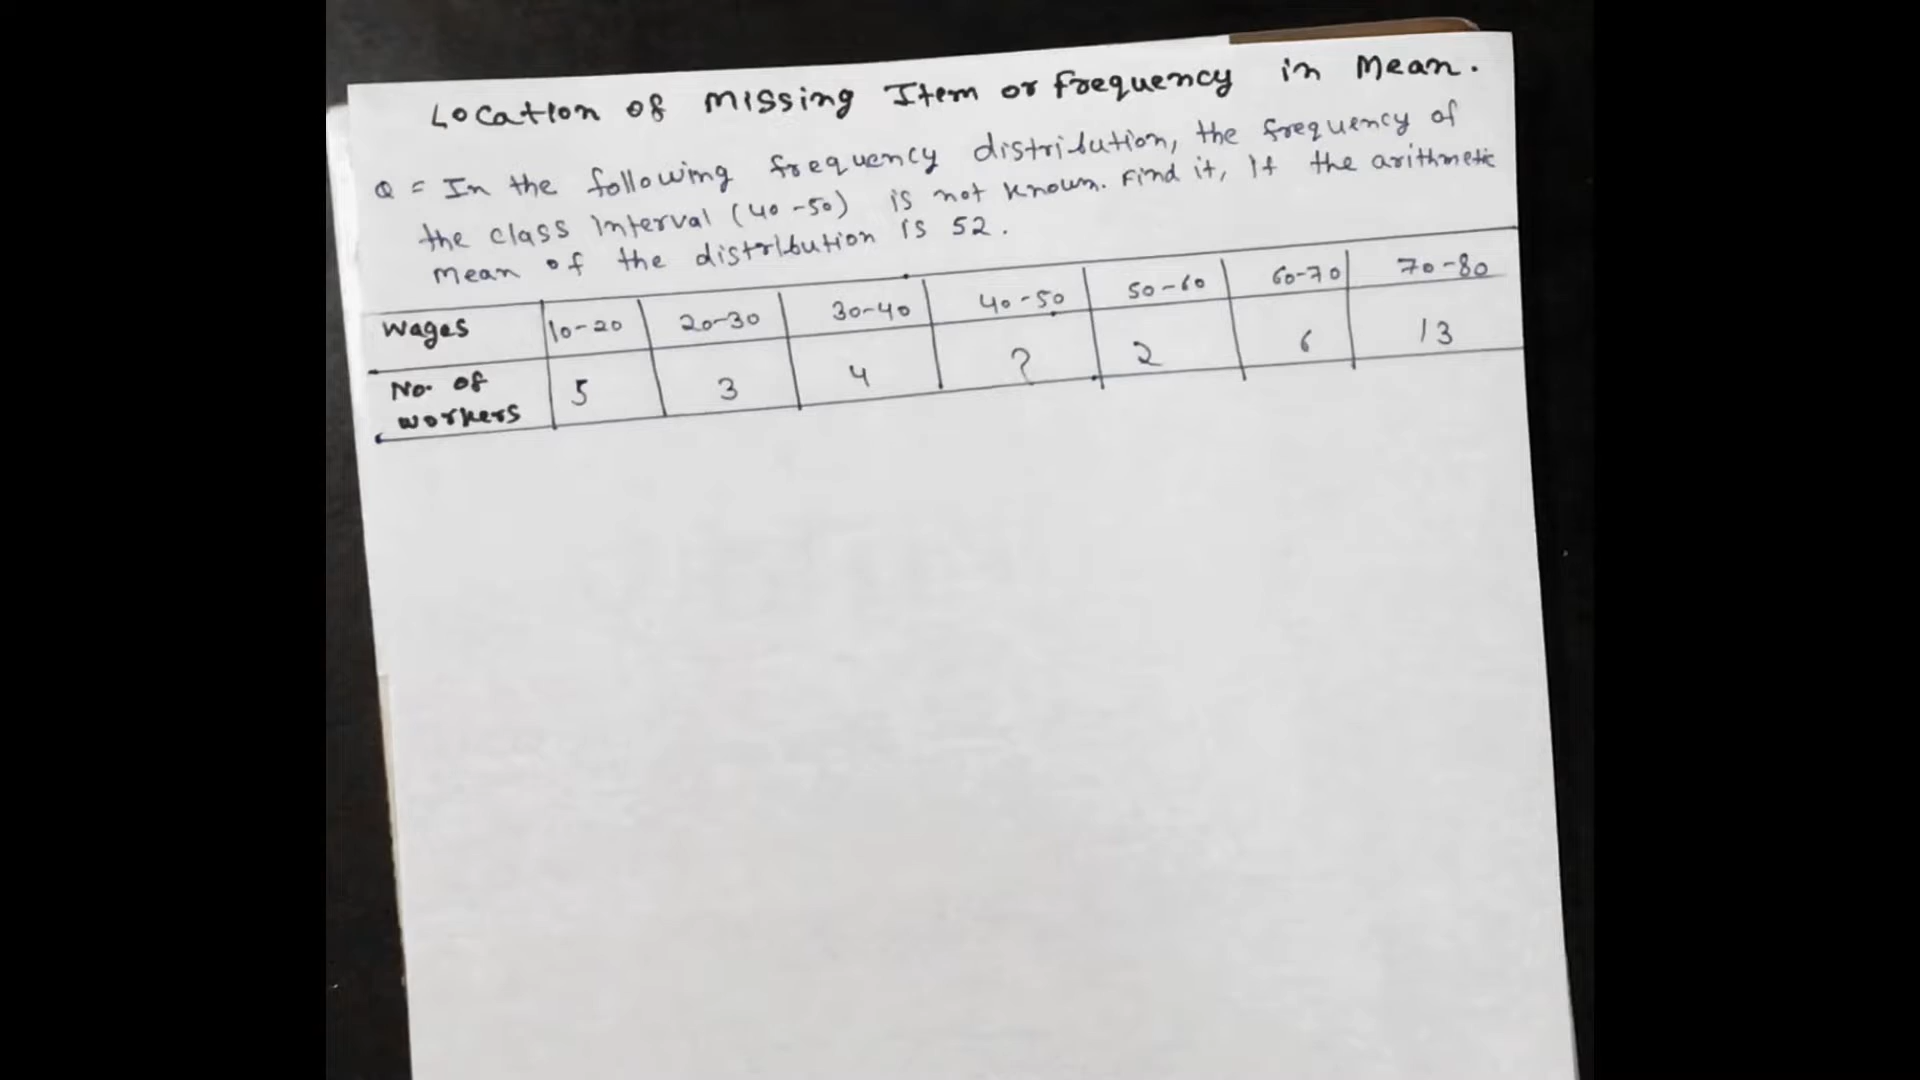 Location of Missing Item or frequency in Mean.
Q = In the following frequency distribution, the frequency of
the class interval (40-50) is not known. Find it, If the arithmetic
mean of the distribution is 52.
Wages 10-20 20-30 30-40 40-50 50-60 60-70 70-80
No. of workers 5 3 4 ? 2 6 13